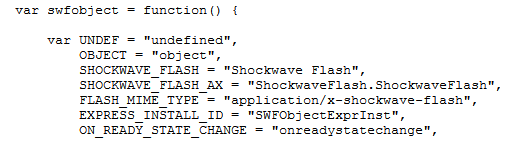 var swfobject = function() {
var UNDEF = "undefined",
OBJECT = "object",
SHOCKWAVE_FLASH = "Shockwave Flash",
SHOCKWAVE_FLASH_AX = "ShockwaveFlash.ShockwaveFlash",
FLASH_MIME_TYPE = "application/x-shockwave-flash",
EXPRESS_INSTALL_ID = "SWFObjectExprInst",
ON_READY_STATE_CHANGE = "onreadystatechange",